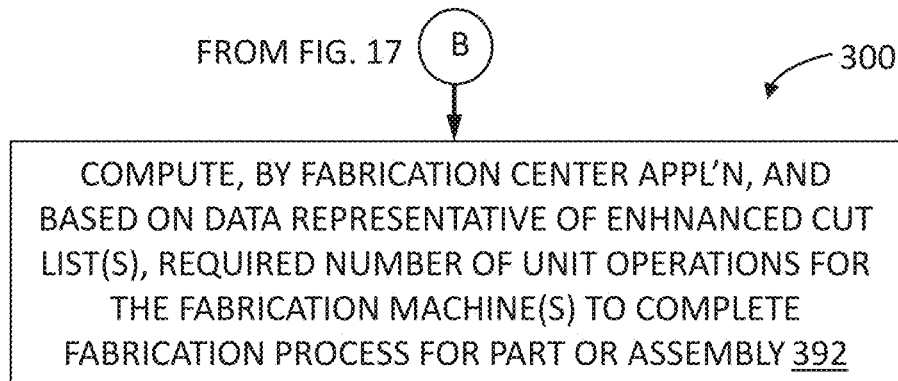 FROM FIG. 17 B
300
COMPUTE, BY FABRICATION CENTER APPL'N, AND
BASED ON DATA REPRESENTATIVE OF ENHNANCED CUT
LIST(S), REQUIRED NUMBER OF UNIT OPERATIONS FOR
THE FABRICATION MACHINE(S) TO COMPLETE
FABRICATION PROCESS FOR PART OR ASSEMBLY 392